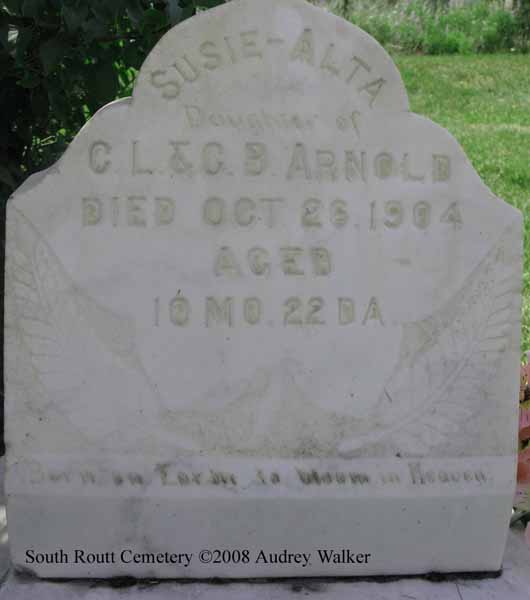 SUSIE-ALTA
Daughter of
C.L. & C.B. ARNOLD
DIED OCT 26. 1904
AGED
10 MO. 22 DA.
Born on Earth to bloom in Heaven.
South Routt Cemetery ©2008 Audrey Walker